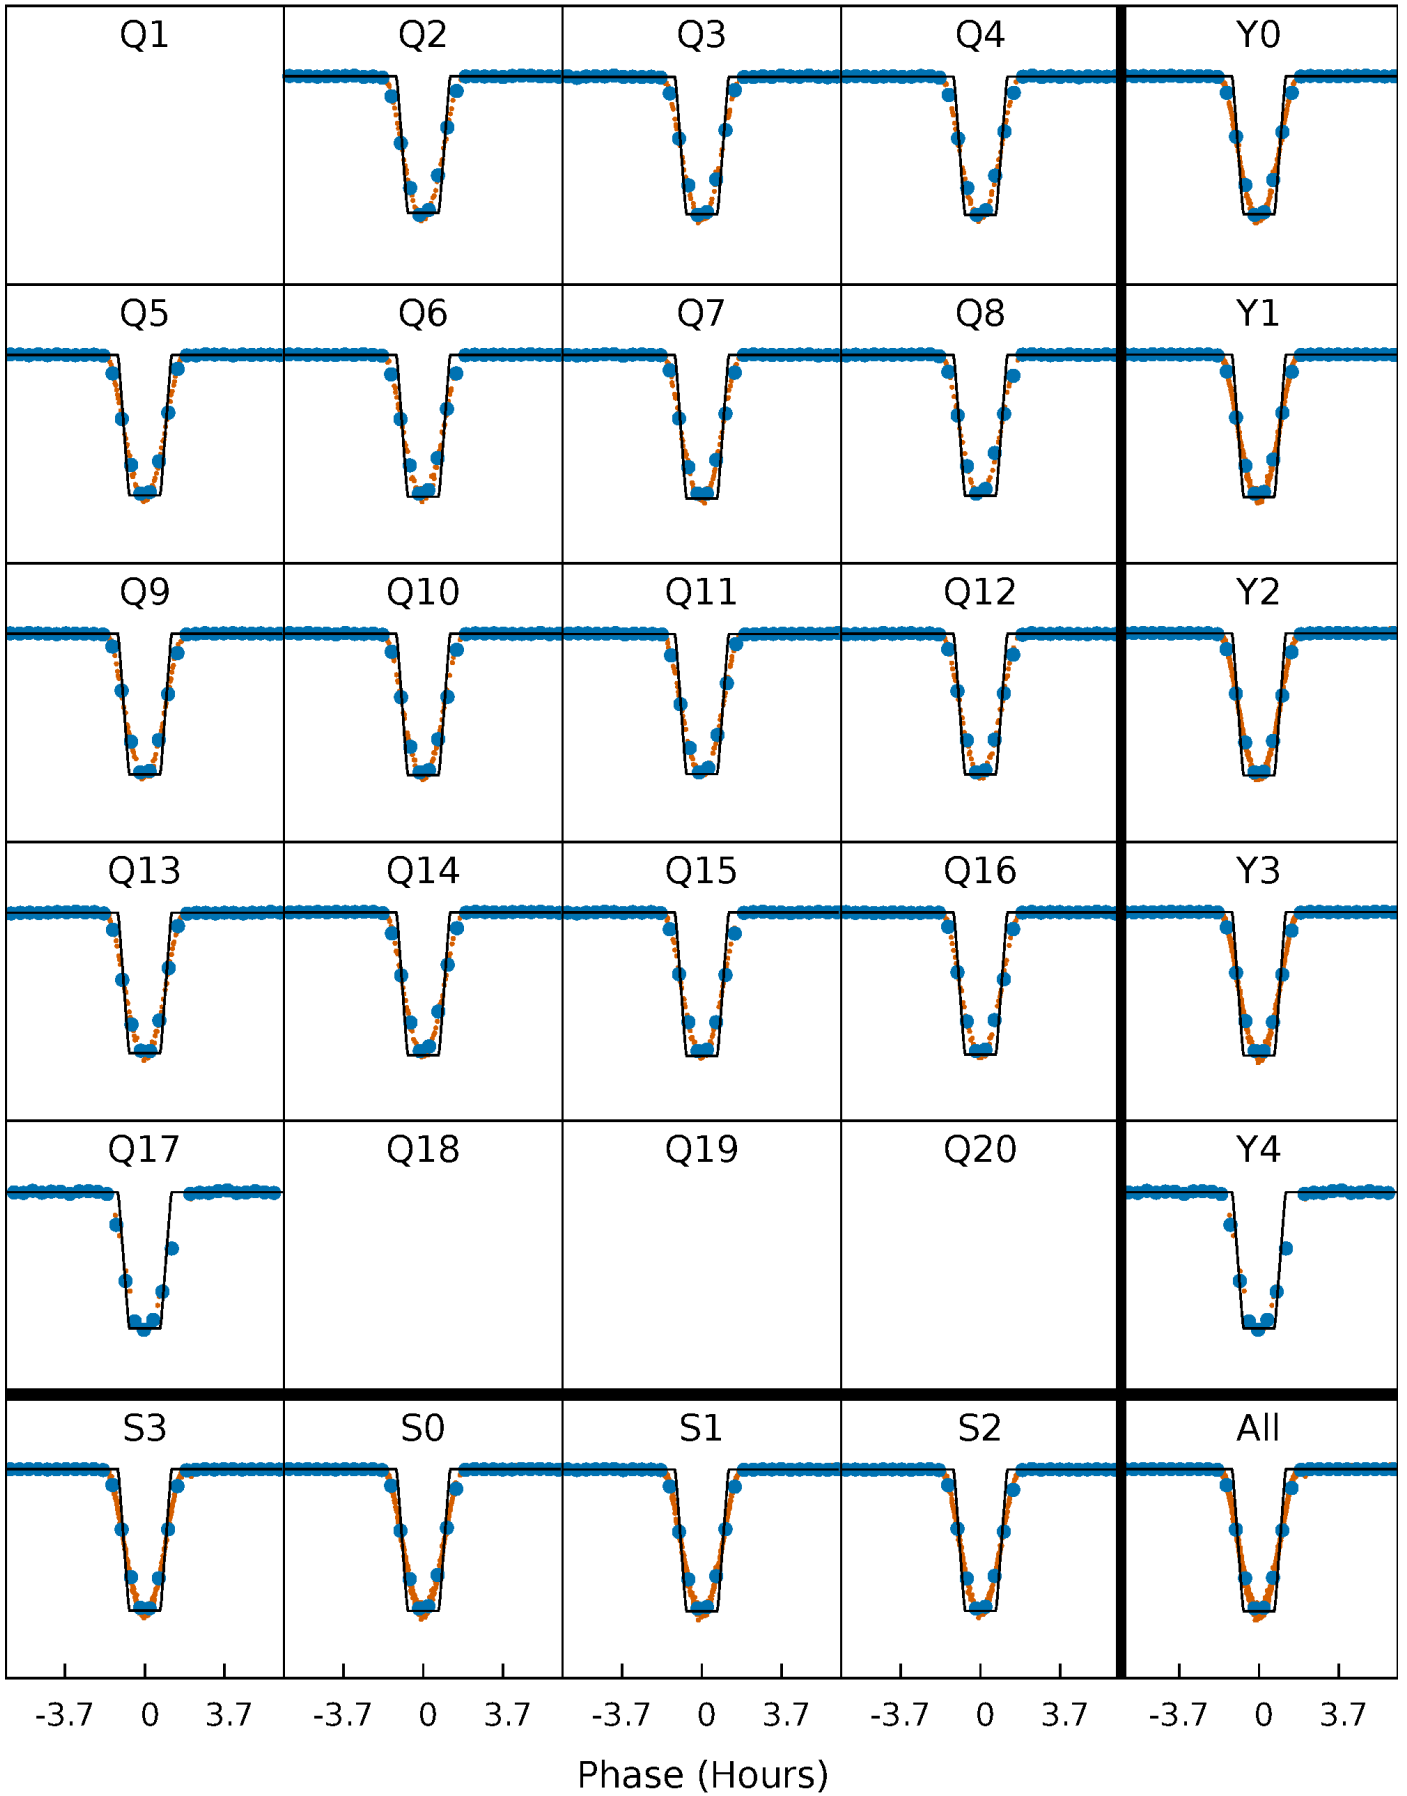 Q1 Q2 Q3 Q4 Y0
Q5 Q6 Q7 Q8 Y1
Q9 Q10 Q11 Q12 Y2
Q13 Q14 Q15 Q16 Y3
Q17 Q18 Q19 Q20 Y4
S3 S0 S1 S2 All
-3.7 0 3.7 -3.7 0 3.7 -3.7 0 3.7 -3.7 0 3.7 -3.7 0 3.7
Phase (Hours)